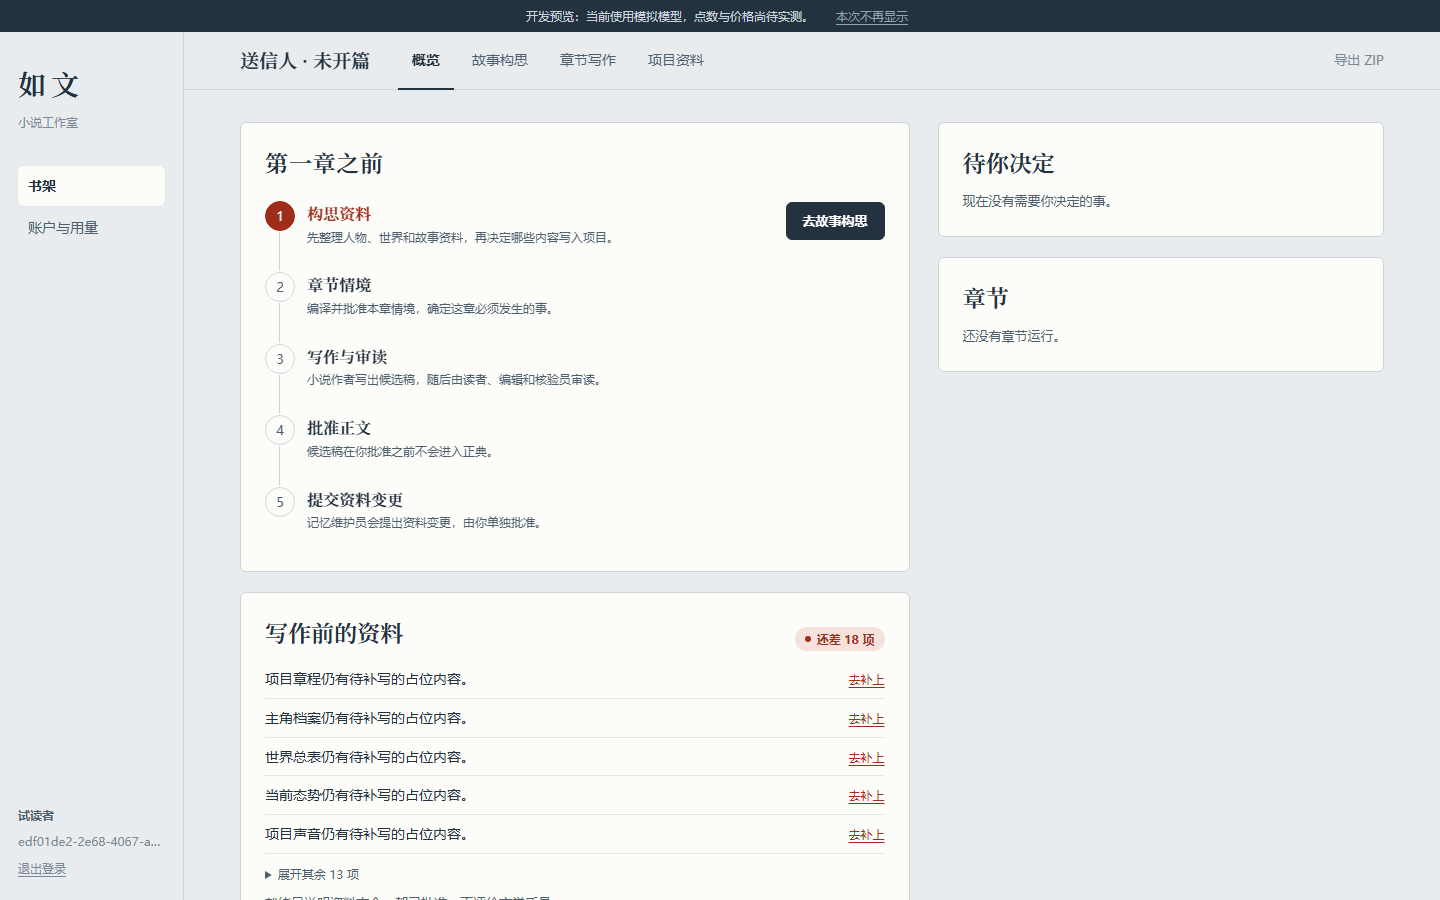 开发预览：当前使用模拟模型，点数与价格尚待实测。 本次不再显示
如文
小说工作室
书架
账户与用量
试读者
edf01de2-2e68-4067-a...
退出登录
送信人 · 未开篇 概览 故事构思 章节写作 项目资料 导出 ZIP
第一章之前
1 构思资料
先整理人物、世界和故事资料，再决定哪些内容写入项目。
去故事构思
2 章节情境
编译并批准本章情境，确定这章必须发生的事。
3 写作与审读
小说作者写出候选稿，随后由读者、编辑和核验员审读。
4 批准正文
候选稿在你批准之前不会进入正典。
5 提交资料变更
记忆维护员会提出资料变更，由你单独批准。
写作前的资料
还差 18 项
项目章程仍有待补写的占位内容。 去补上
主角档案仍有待补写的占位内容。 去补上
世界总表仍有待补写的占位内容。 去补上
当前态势仍有待补写的占位内容。 去补上
项目声音仍有待补写的占位内容。 去补上
展开其余 13 项
待你决定
现在没有需要你决定的事。
章节
还没有章节运行。